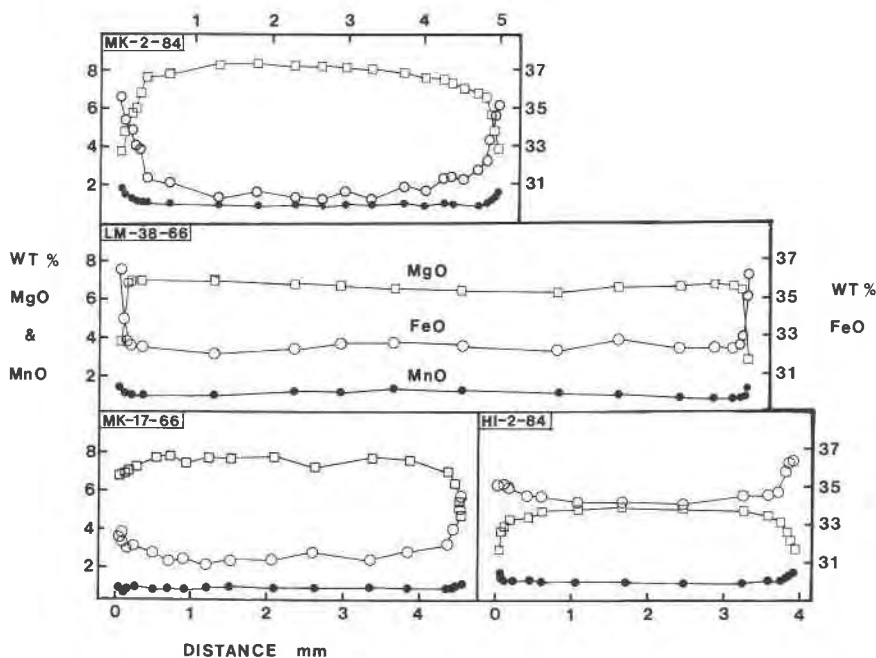 1 2 3 4 5
MK-2-84
8 37
6 35
4 33
2 31
LM-38-66
WT % 8 MgO 37 WT %
MgO 6 35 FeO
& 4 FeO 33
MnO 2 MnO 31
MK-17-66 HI-2-84
8 37
6 35
4 33
2 31
0 1 2 3 4 0 1 2 3 4
DISTANCE mm